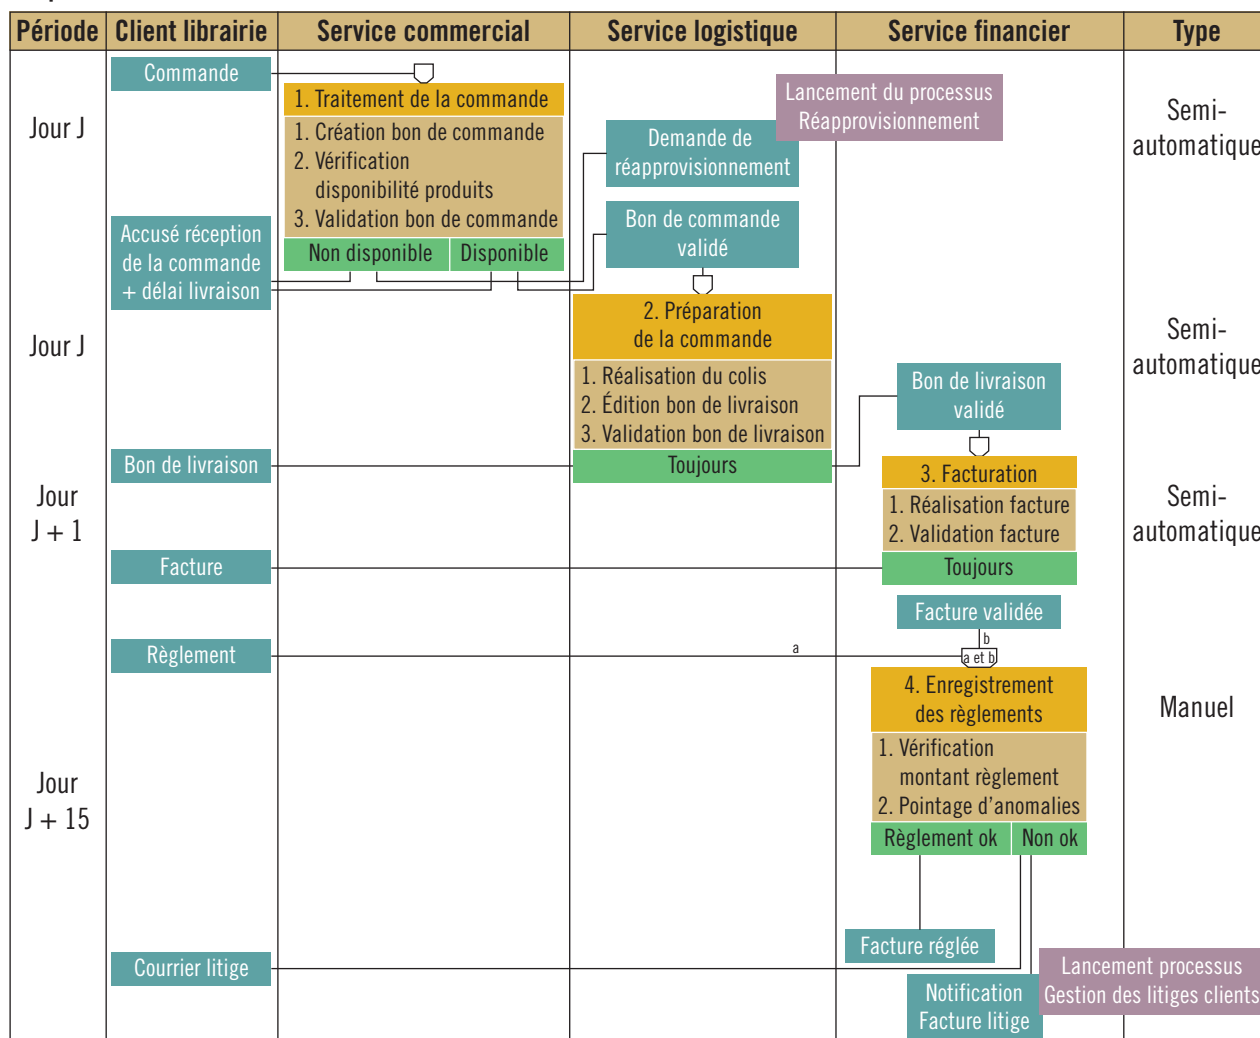 Période
Client librairie
Service commercial
Service logistique
Service financier
Type
Jour J
Commande
1. Traitement de la commande
1. Création bon de commande
2. Vérification
disponibilité produits
3. Validation bon de commande
Non disponible
Disponible
Demande de
réapprovisionnement
Lancement du processus
Réapprovisionnement
Semi-
automatique
Accusé réception
de la commande
+ délai livraison
Bon de commande
validé
Jour J
2. Préparation
de la commande
1. Réalisation du colis
2. Édition bon de livraison
3. Validation bon de livraison
Toujours
Semi-
automatique
Bon de livraison
validé
Bon de livraison
Jour
J + 1
3. Facturation
1. Réalisation facture
2. Validation facture
Toujours
Semi-
automatique
Facture
Facture validée
b
Règlement
a
a et b
4. Enregistrement
des règlements
1. Vérification
montant règlement
2. Pointage d'anomalies
Règlement ok
Non ok
Manuel
Jour
J + 15
Facture réglée
Courrier litige
Notification
Facture litige
Lancement processus
Gestion des litiges clients